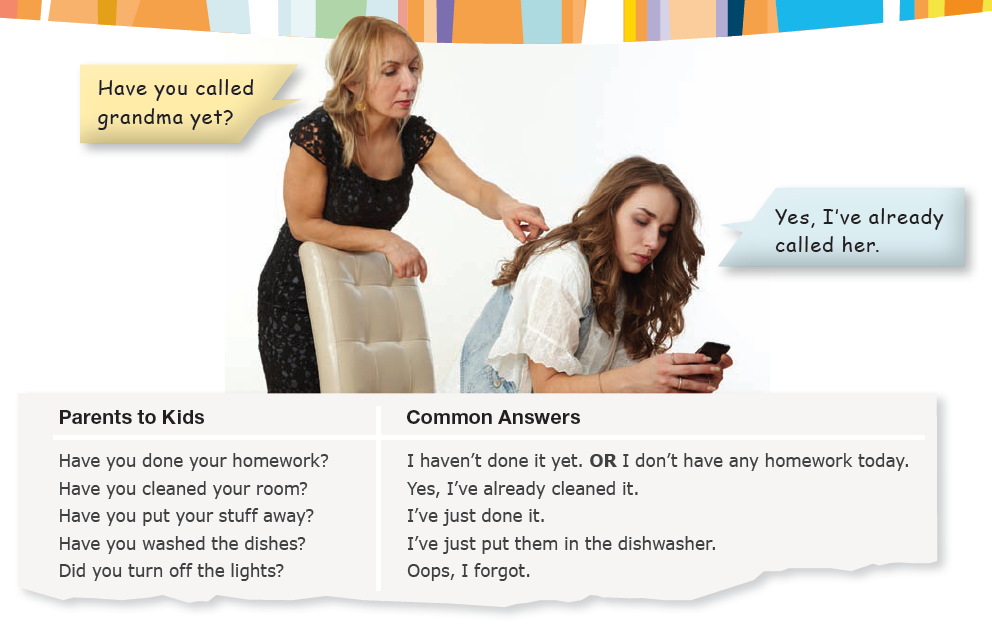 Have you called
grandma yet?
Yes, I've already
called her.
Parents to Kids
Common Answers
Have you done your homework?
I haven't done it yet. OR I don't have any homework today.
Have you cleaned your room?
Yes, I've already cleaned it.
Have you put your stuff away?
I've just done it.
Have you washed the dishes?
I've just put them in the dishwasher.
Did you turn off the lights?
Oops, I forgot.